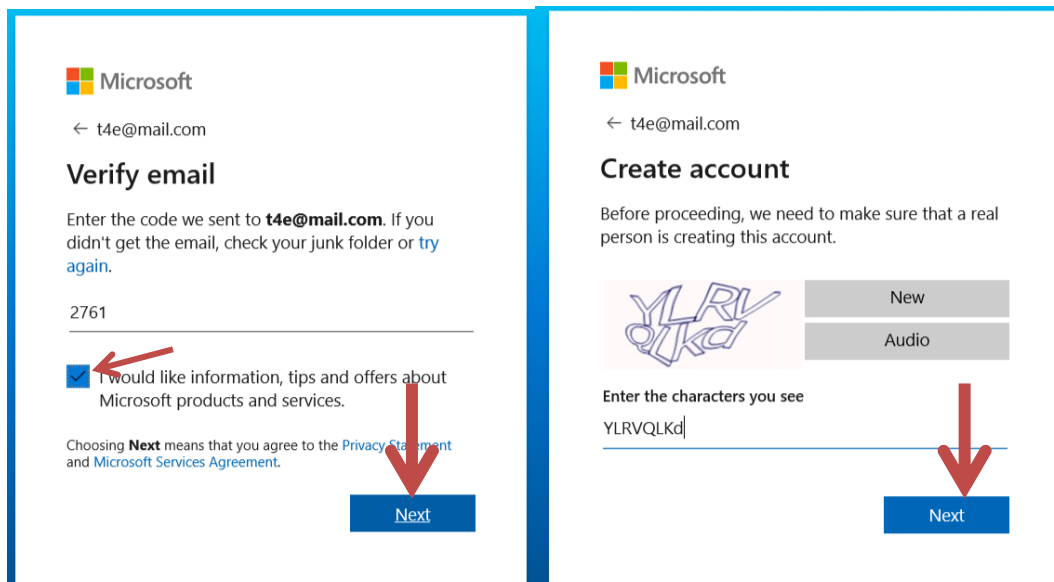 Microsoft
← t4e@mail.com
Verify email
Enter the code we sent to t4e@mail.com. If you
didn't get the email, check your junk folder or try
again.
2761
I would like information, tips and offers about
Microsoft products and services.
Choosing Next means that you agree to the Privacy Statement
and Microsoft Services Agreement.
Next
Microsoft
← t4e@mail.com
Create account
Before proceeding, we need to make sure that a real
person is creating this account.
YLRV
QLKd
New
Audio
Enter the characters you see
YLRVQLKd
Next